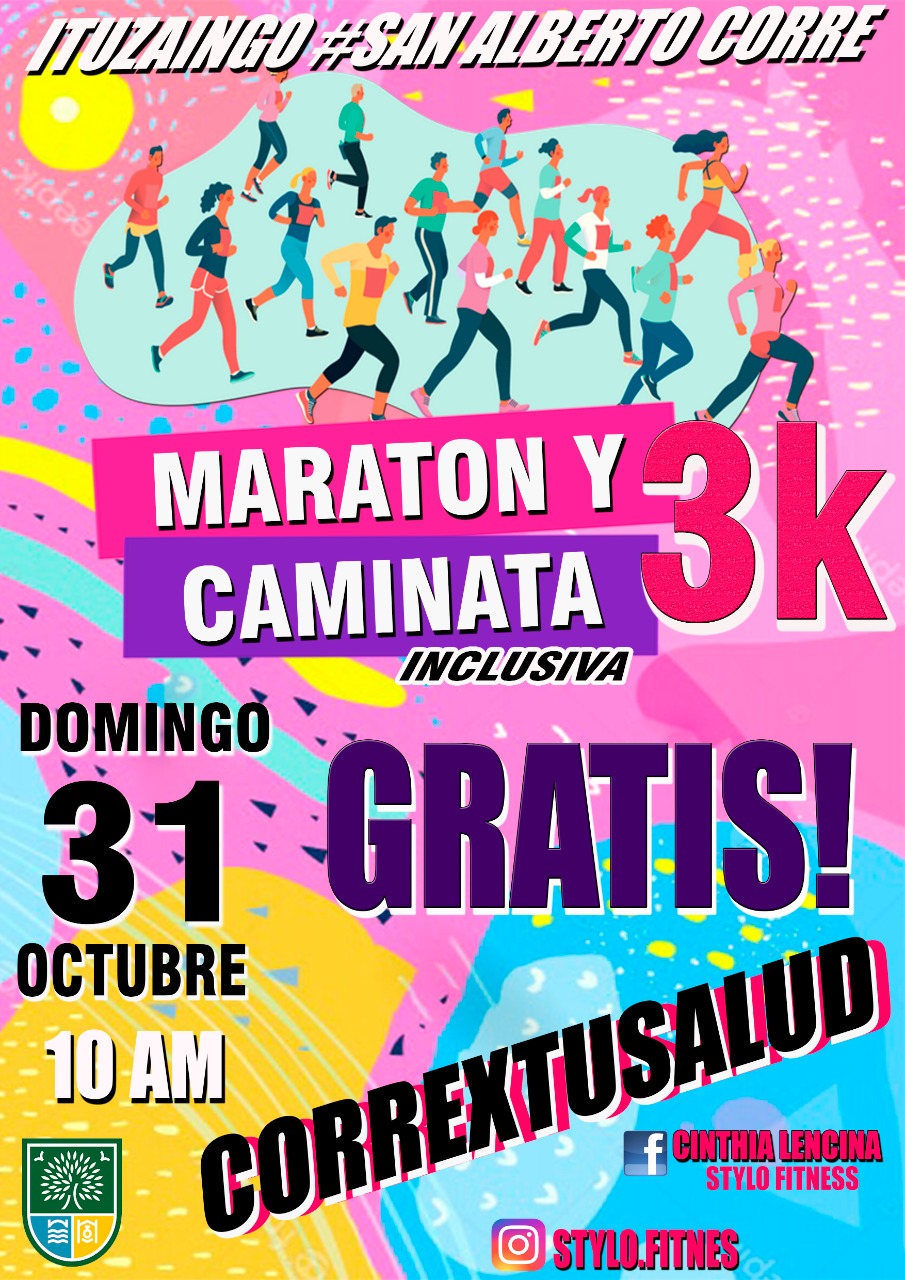 ITUZAINGO #SAN ALBERTO CORRE
MARATON Y
CAMINATA
3k
INCLUSIVA
DOMINGO
31
OCTUBRE
10 AM
GRATIS!
CORREXTUSALUD
CINTHIA LENCINA
STYLO FITNESS
STYLO.FITNES